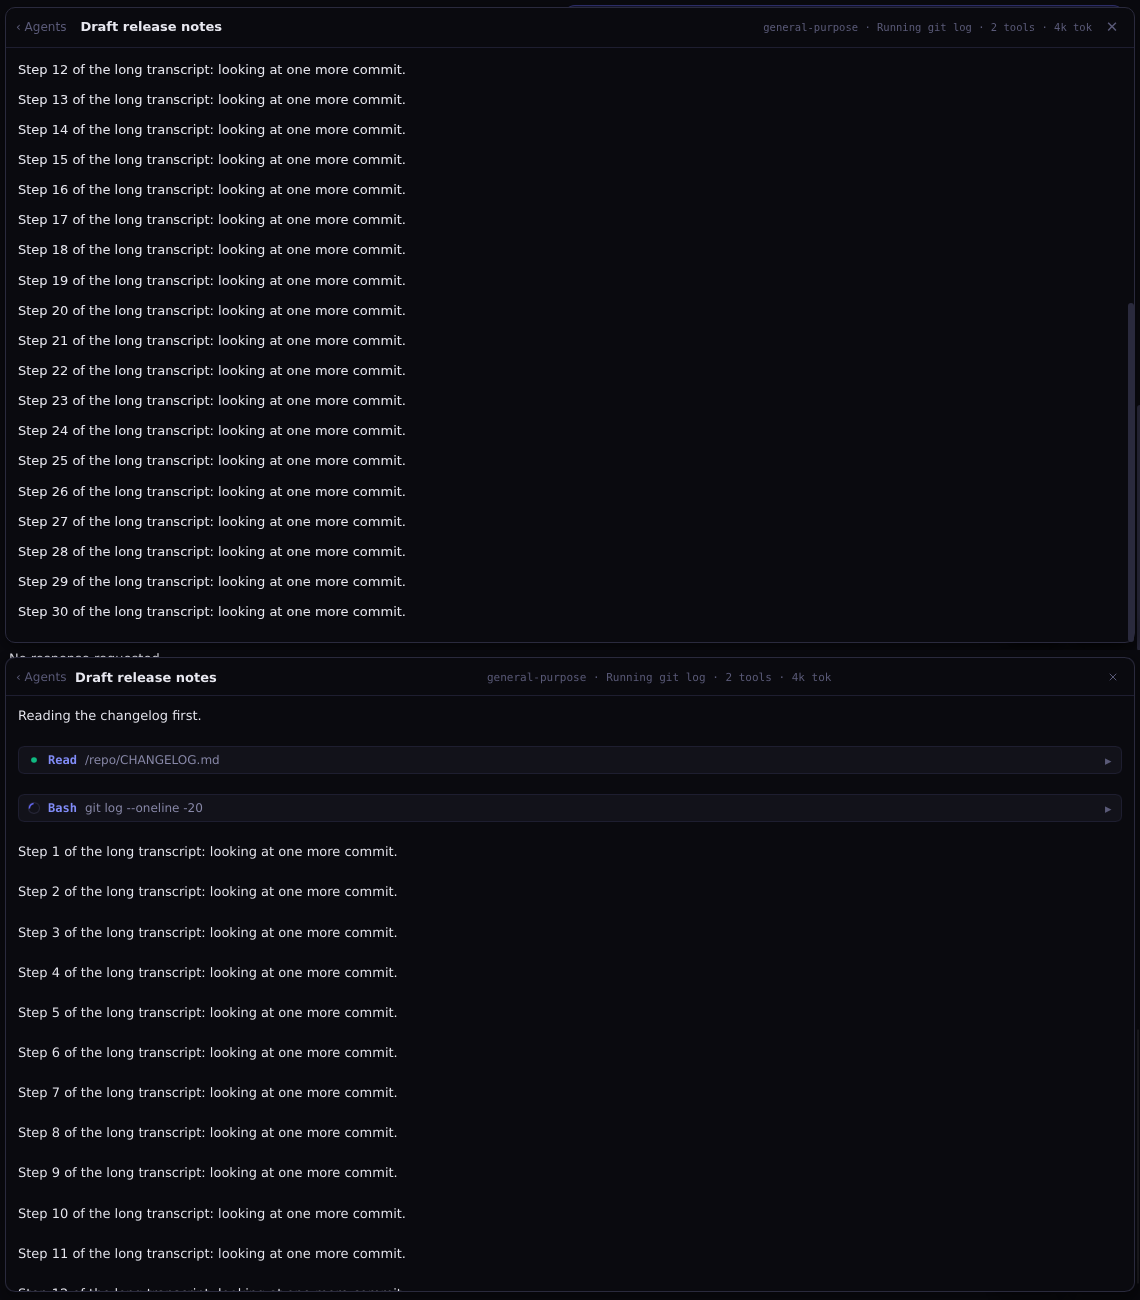 ‹ Agents Draft release notes general-purpose · Running git log · 2 tools · 4k tok ✕
Step 12 of the long transcript: looking at one more commit.
Step 13 of the long transcript: looking at one more commit.
Step 14 of the long transcript: looking at one more commit.
Step 15 of the long transcript: looking at one more commit.
Step 16 of the long transcript: looking at one more commit.
Step 17 of the long transcript: looking at one more commit.
Step 18 of the long transcript: looking at one more commit.
Step 19 of the long transcript: looking at one more commit.
Step 20 of the long transcript: looking at one more commit.
Step 21 of the long transcript: looking at one more commit.
Step 22 of the long transcript: looking at one more commit.
Step 23 of the long transcript: looking at one more commit.
Step 24 of the long transcript: looking at one more commit.
Step 25 of the long transcript: looking at one more commit.
Step 26 of the long transcript: looking at one more commit.
Step 27 of the long transcript: looking at one more commit.
Step 28 of the long transcript: looking at one more commit.
Step 29 of the long transcript: looking at one more commit.
Step 30 of the long transcript: looking at one more commit.
No response requested
‹ Agents Draft release notes general-purpose · Running git log · 2 tools · 4k tok ×
Reading the changelog first.
Read /repo/CHANGELOG.md ▶
Bash git log --oneline -20 ▶
Step 1 of the long transcript: looking at one more commit.
Step 2 of the long transcript: looking at one more commit.
Step 3 of the long transcript: looking at one more commit.
Step 4 of the long transcript: looking at one more commit.
Step 5 of the long transcript: looking at one more commit.
Step 6 of the long transcript: looking at one more commit.
Step 7 of the long transcript: looking at one more commit.
Step 8 of the long transcript: looking at one more commit.
Step 9 of the long transcript: looking at one more commit.
Step 10 of the long transcript: looking at one more commit.
Step 11 of the long transcript: looking at one more commit.
Step 12 of the long transcript: looking at one more commit.